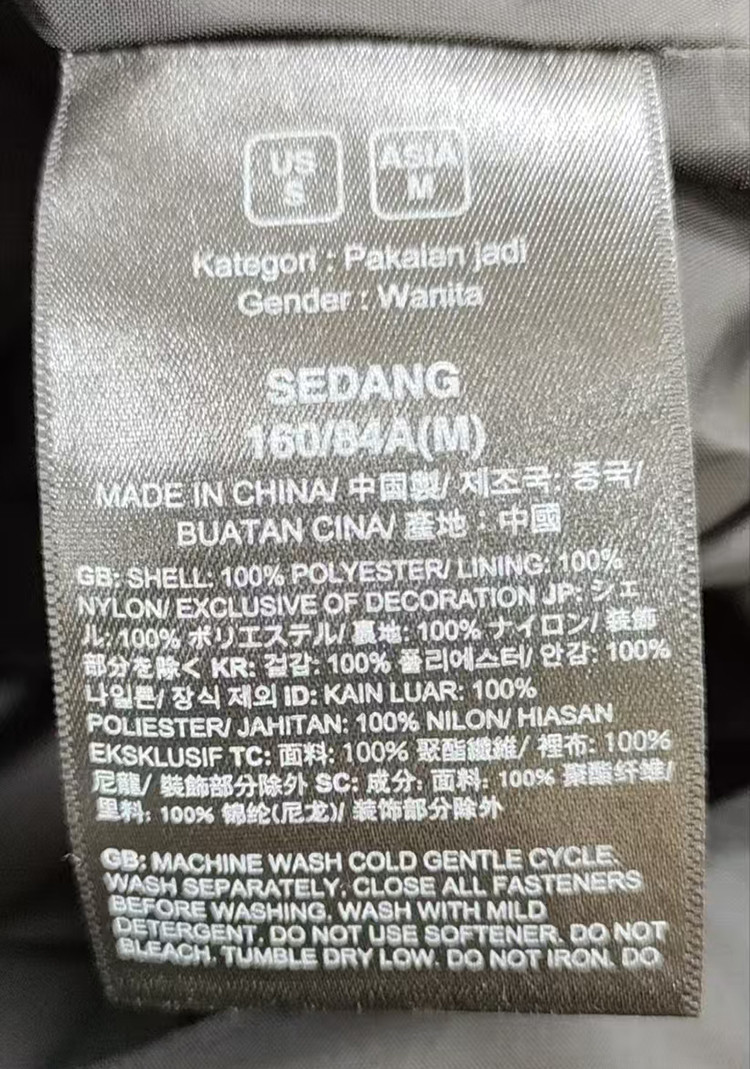 US
S
ASIA
M
Kategori : Pakaian jadi
Gender : Wanita
SEDANG
160/84A(M)
MADE IN CHINA/ 中国製/ 제조국: 중국/
BUATAN CINA/ 產地：中國
GB: SHELL: 100% POLYESTER/ LINING: 100%
NYLON/ EXCLUSIVE OF DECORATION JP: シェ
ル: 100% ポリエステル/ 裏地: 100% ナイロン/ 装飾
部分を除く KR: 겉감: 100% 폴리에스터/ 안감: 100%
나일론/ 장식 제외 ID: KAIN LUAR: 100%
POLIESTER/ JAHITAN: 100% NILON/ HIASAN
EKSKLUSIF TC: 面料: 100% 聚酯纖維/ 裡布: 100%
尼龍/ 裝飾部分除外 SC: 成分: 面料: 100% 聚酯纤维/
里料: 100% 锦纶(尼龙)/ 装饰部分除外
GB: MACHINE WASH COLD GENTLE CYCLE.
WASH SEPARATELY. CLOSE ALL FASTENERS
BEFORE WASHING. WASH WITH MILD
DETERGENT. DO NOT USE SOFTENER. DO NOT
BLEACH. TUMBLE DRY LOW. DO NOT IRON. DO